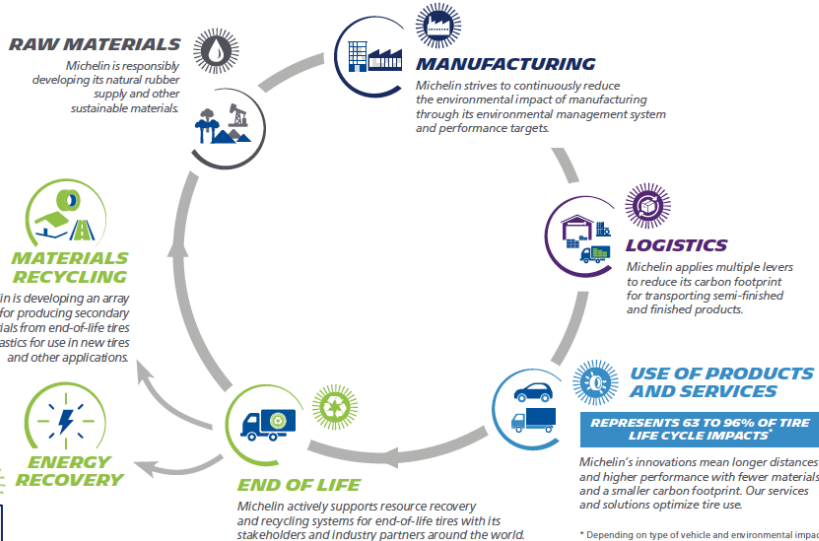 RAW MATERIALS
Michelin is responsibly
developing its natural rubber
supply and other
sustainable materials.
MANUFACTURING
Michelin strives to continuously reduce
the environmental impact of manufacturing
through its environmental management system
and performance targets.
LOGISTICS
Michelin applies multiple levers
to reduce its carbon footprint
for transporting semi-finished
and finished products.
USE OF PRODUCTS
AND SERVICES
REPRESENTS 63 TO 96% OF TIRE
LIFE CYCLE IMPACTS*
Michelin's innovations mean longer distances
and higher performance with fewer materials
and a smaller carbon footprint. Our services
and solutions optimize tire use.
* Depending on type of vehicle and environmental
END OF LIFE
Michelin actively supports resource recovery
and recycling systems for end-of-life tires with its
stakeholders and industry partners around the world.
MATERIALS
RECYCLING
is developing an array
for producing secondary
from end-of-life tires
for use in new tires
and other applications.
ENERGY
RECOVERY